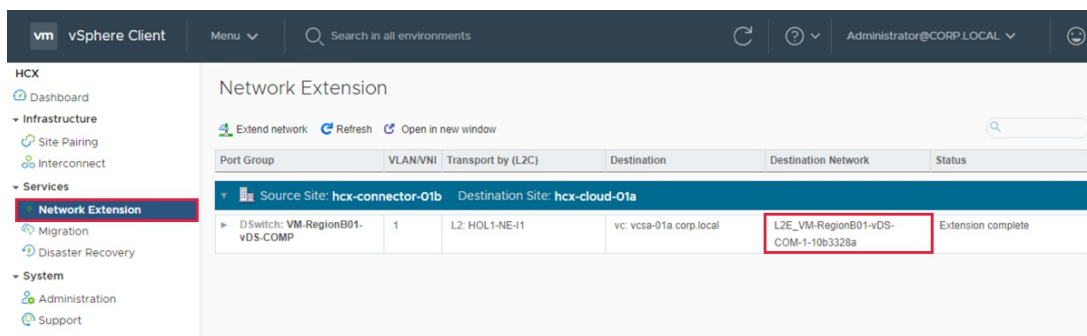 vm vSphere Client Menu Search in all environments Administrator@CORP.LOCAL
HCX
Dashboard
Infrastructure
Site Pairing
Interconnect
Services
Network Extension
Migration
Disaster Recovery
System
Administration
Support
Network Extension
Extend network Refresh Open in new window
Port Group VLAN/VNI Transport by (L2C) Destination Destination Network Status
Source Site: hcx-connector-01b Destination Site: hcx-cloud-01a
DSwitch: VM-RegionB01- 1 L2: HOL1-NE-I1 vc: vcsa-01a.corp.local L2E_VM-RegionB01-vDS- Extension complete
vDS-COMP COM-1-10b3328a